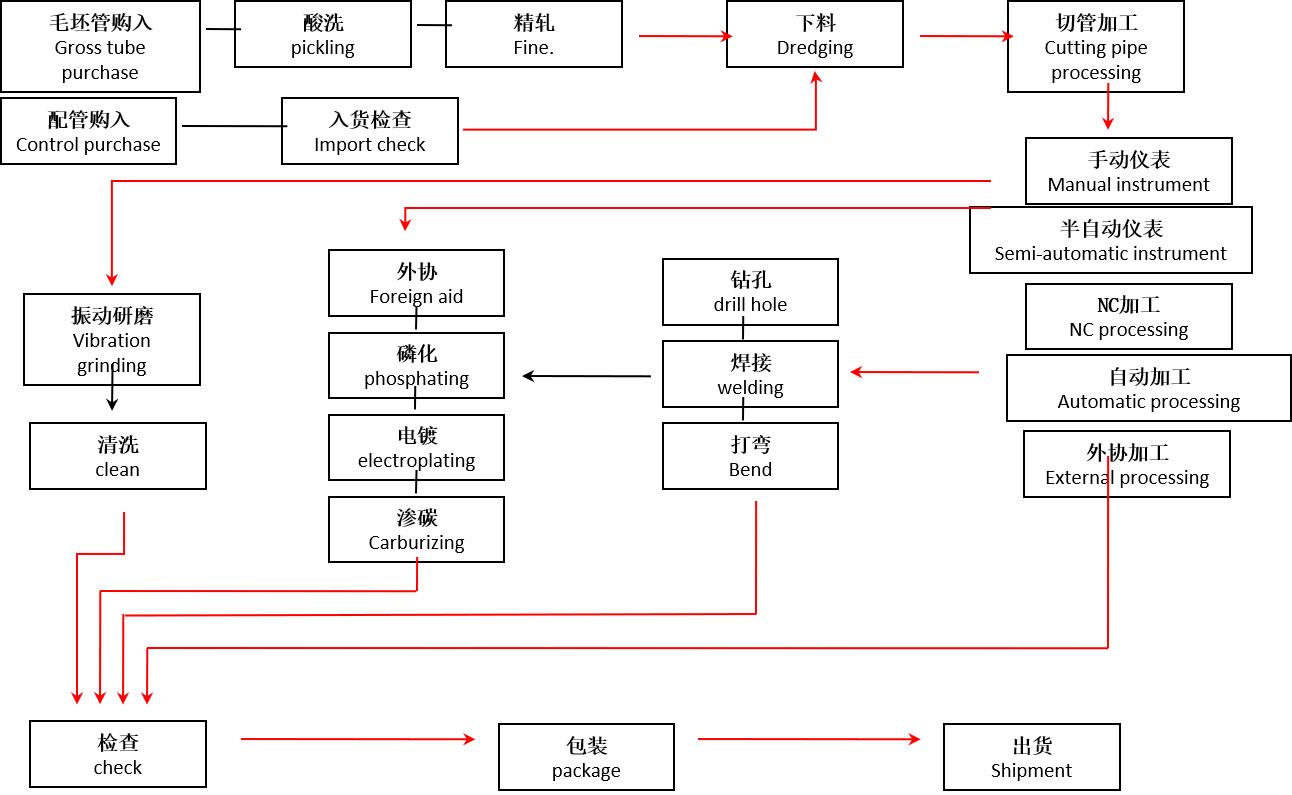 毛坯管购入
Gross tube
purchase
酸洗
pickling
精轧
Fine.
下料
Dredging
切管加工
Cutting pipe
processing
配管购入
Control purchase
入货检查
Import check
手动仪表
Manual instrument
半自动仪表
Semi-automatic instrument
NC加工
NC processing
自动加工
Automatic processing
外协加工
External processing
钻孔
drill hole
焊接
welding
打弯
Bend
外协
Foreign aid
磷化
phosphating
电镀
electroplating
渗碳
Carburizing
振动研磨
Vibration
grinding
清洗
clean
检查
check
包装
package
出货
Shipment